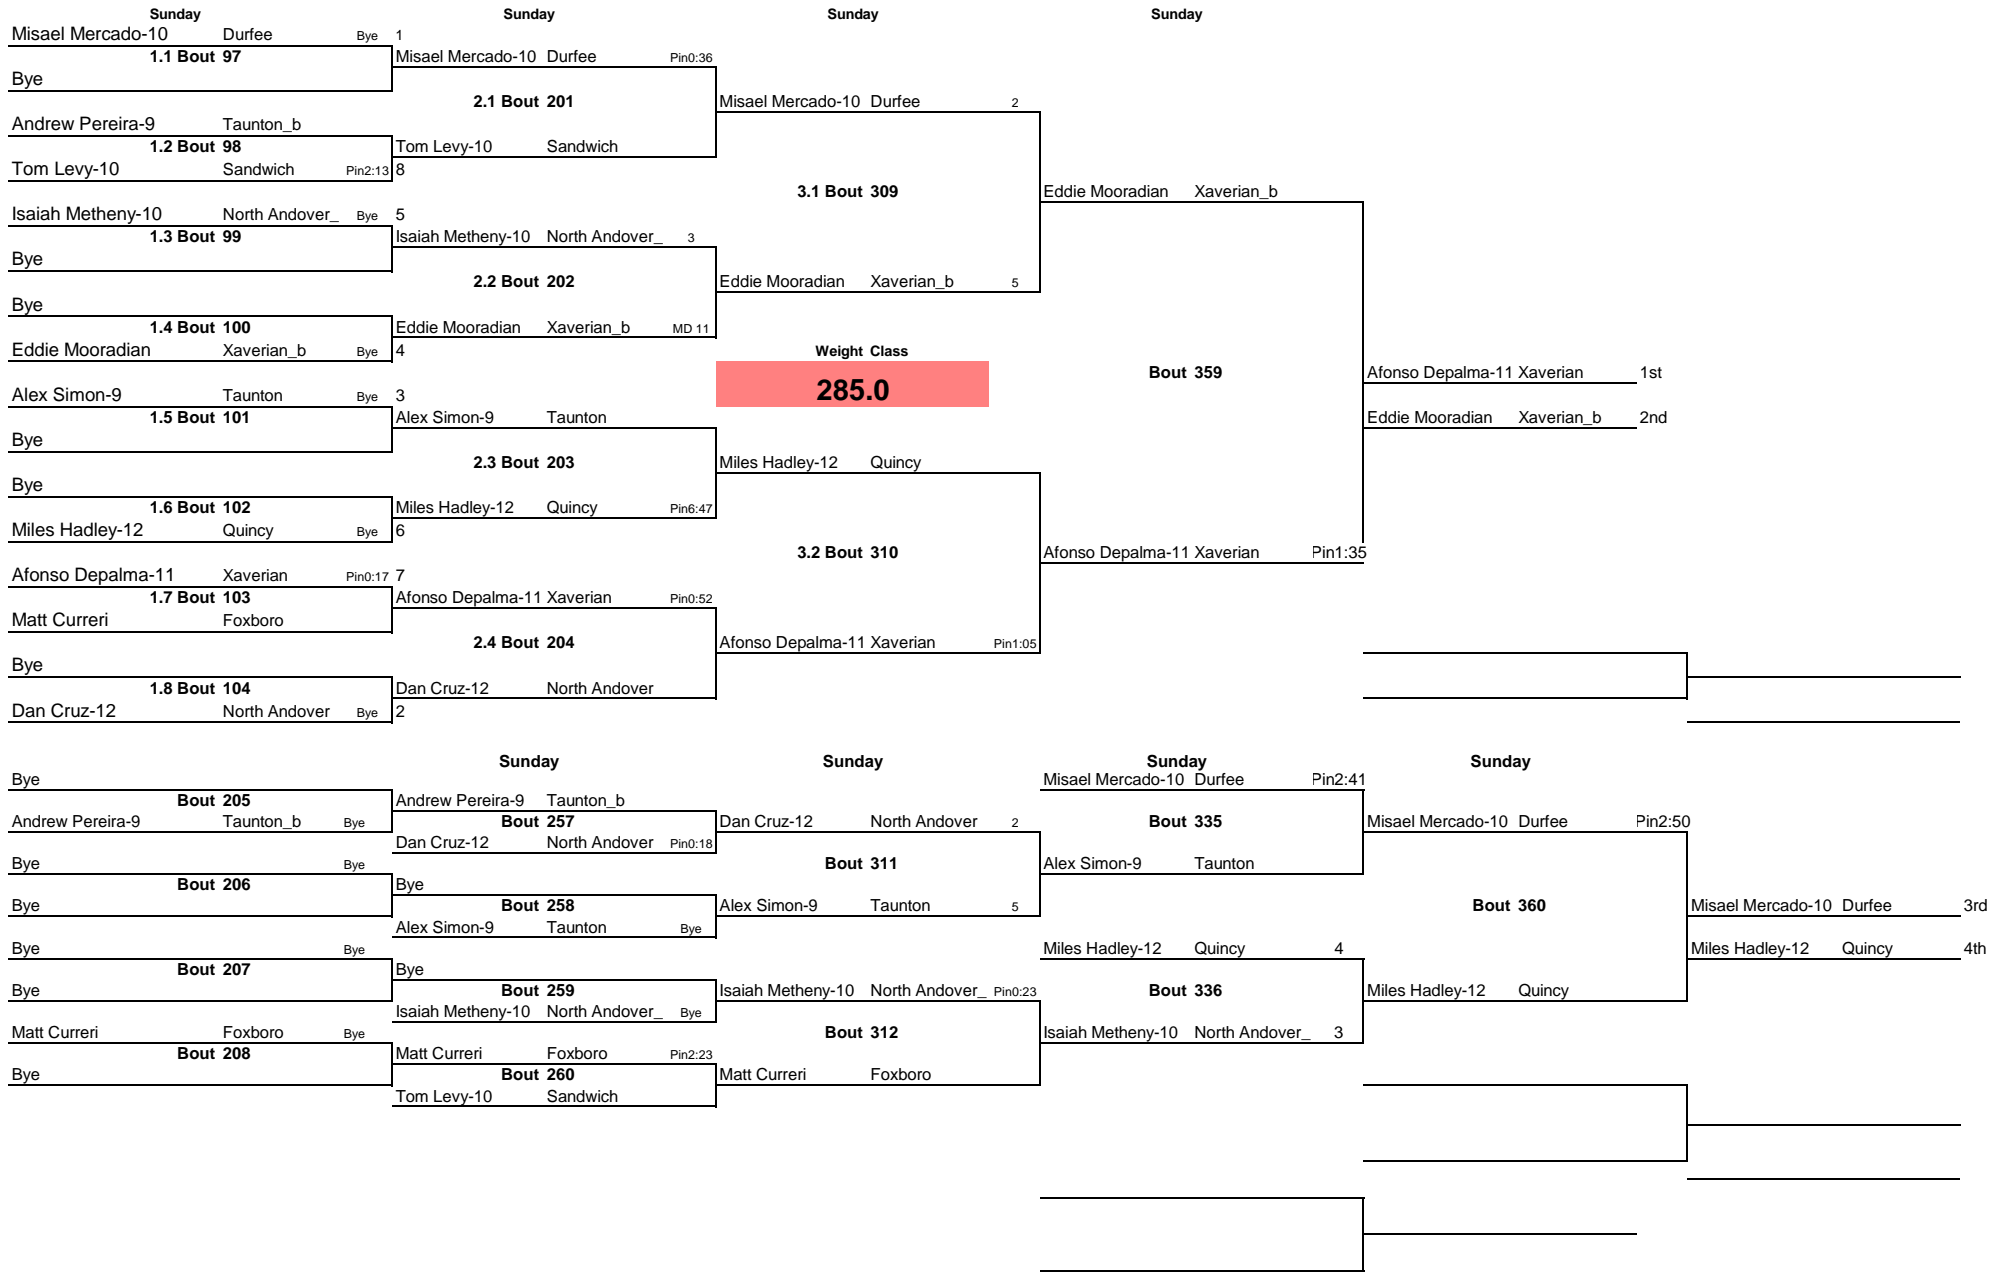 Sunday Sunday Sunday Sunday
Misael Mercado-10 Durfee Bye 1
1.1 Bout 97 Misael Mercado-10 Durfee Pin0:36
Bye
2.1 Bout 201 Misael Mercado-10 Durfee 2
Andrew Pereira-9 Taunton_b
1.2 Bout 98 Tom Levy-10 Sandwich
Tom Levy-10 Sandwich Pin2:13 8
3.1 Bout 309 Eddie Mooradian Xaverian_b
Isaiah Metheny-10 North Andover_ Bye 5
1.3 Bout 99 Isaiah Metheny-10 North Andover_ 3
Bye
2.2 Bout 202 Eddie Mooradian Xaverian_b 5
Bye
1.4 Bout 100 Eddie Mooradian Xaverian_b MD 11
Eddie Mooradian Xaverian_b Bye 4 Weight Class
Bout 359 Afonso Depalma-11 Xaverian 1st
285.0
Alex Simon-9 Taunton Bye 3
1.5 Bout 101 Alex Simon-9 Taunton Eddie Mooradian Xaverian_b 2nd
Bye
2.3 Bout 203 Miles Hadley-12 Quincy
Bye
1.6 Bout 102 Miles Hadley-12 Quincy Pin6:47
Miles Hadley-12 Quincy Bye 6
3.2 Bout 310 Afonso Depalma-11 Xaverian Pin1:35
Afonso Depalma-11 Xaverian Pin0:17 7
1.7 Bout 103 Afonso Depalma-11 Xaverian Pin0:52
Matt Curreri Foxboro
2.4 Bout 204 Afonso Depalma-11 Xaverian Pin1:05
Bye
1.8 Bout 104 Dan Cruz-12 North Andover
Dan Cruz-12 North Andover Bye 2
Sunday Sunday Sunday Sunday
Bye Misael Mercado-10 Durfee Pin2:41
Bout 205 Andrew Pereira-9 Taunton_b
Andrew Pereira-9 Taunton_b Bye Bout 257 Dan Cruz-12 North Andover 2 Bout 335 Misael Mercado-10 Durfee Pin2:50
Dan Cruz-12 North Andover Pin0:18
Bye Bye Bout 311 Alex Simon-9 Taunton
Bout 206 Bye
Bye Bout 258 Alex Simon-9 Taunton 5 Bout 360 Misael Mercado-10 Durfee 3rd
Alex Simon-9 Taunton Bye
Bye Bye Miles Hadley-12 Quincy 4 Miles Hadley-12 Quincy 4th
Bout 207 Bye
Bye Bout 259 Isaiah Metheny-10 North Andover_ Pin0:23 Bout 336 Miles Hadley-12 Quincy
Isaiah Metheny-10 North Andover_ Bye
Matt Curreri Foxboro Bye Bout 312 Isaiah Metheny-10 North Andover_ 3
Bout 208 Matt Curreri Foxboro Pin2:23
Bye Bout 260 Matt Curreri Foxboro
Tom Levy-10 Sandwich